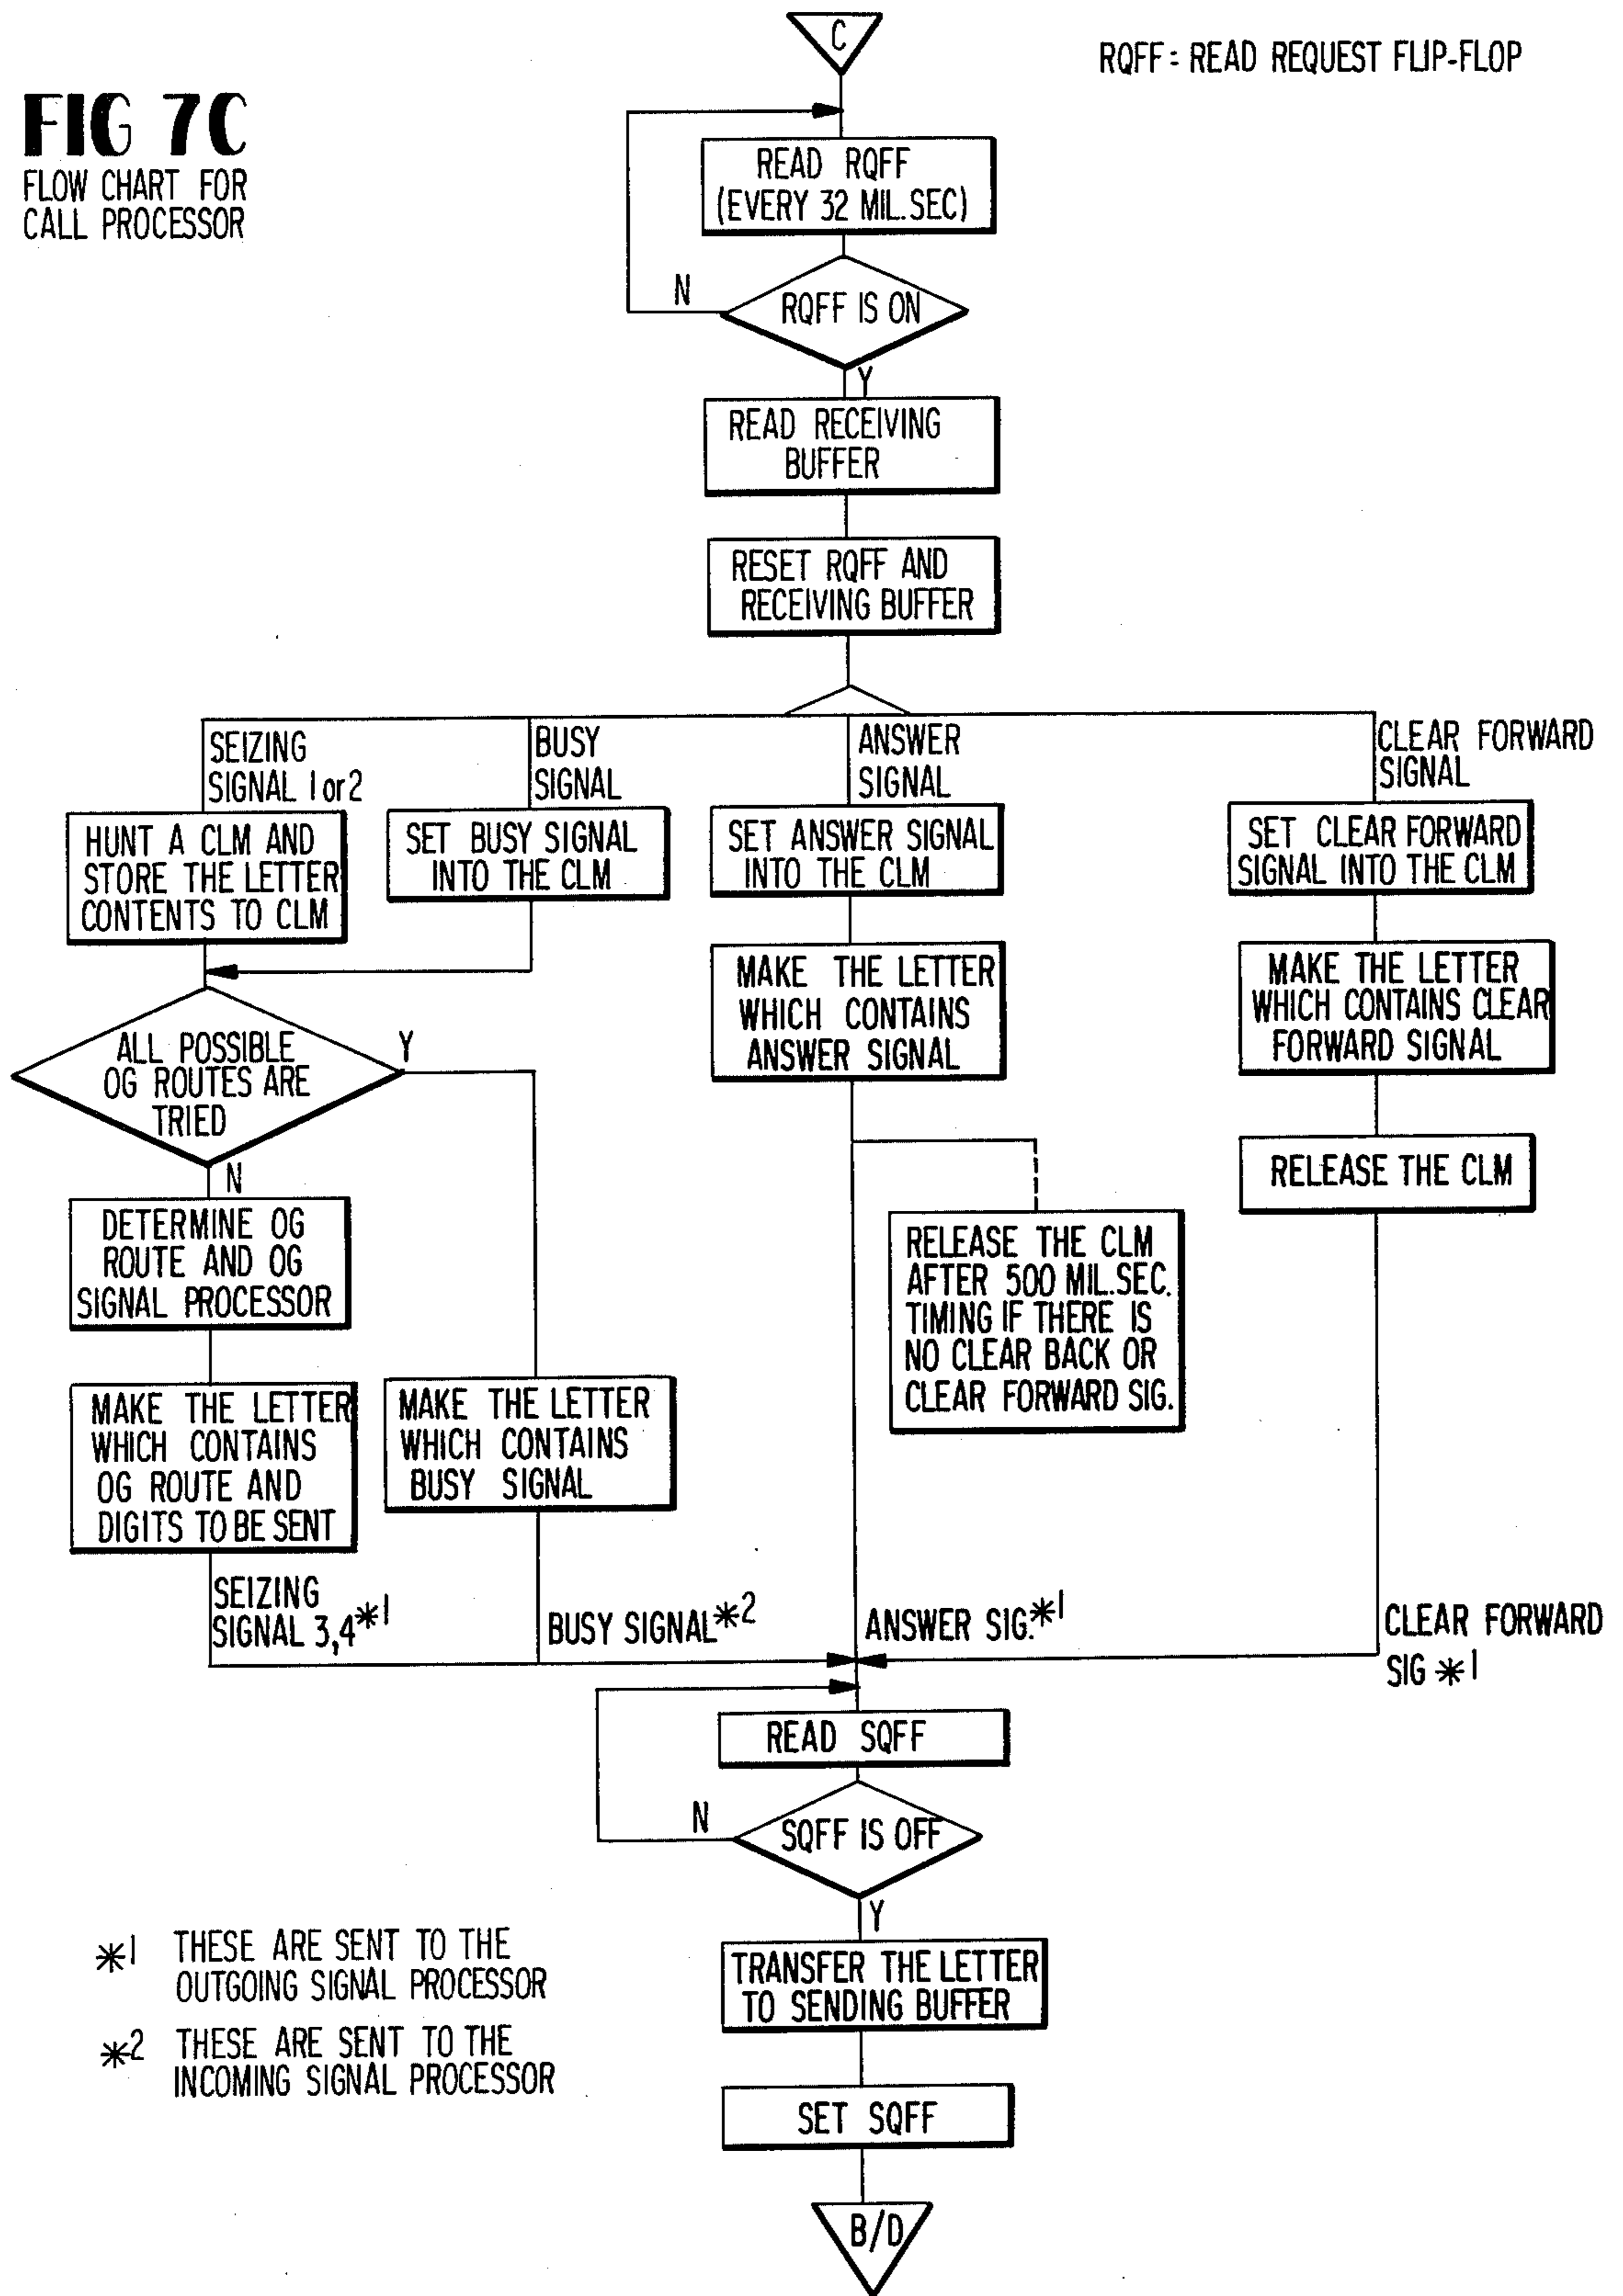 C
RQFF = READ REQUEST FLIP-FLOP
FIG 7C
FLOW CHART FOR
CALL PROCESSOR
READ RQFF
(EVERY 32 MIL.SEC)
N
RQFF IS ON
Y
READ RECEIVING
BUFFER
RESET RQFF AND
RECEIVING BUFFER
SEIZING
SIGNAL 1 or 2
BUSY
SIGNAL
ANSWER
SIGNAL
CLEAR FORWARD
SIGNAL
HUNT A CLM AND
STORE THE LETTER
CONTENTS TO CLM
SET BUSY SIGNAL
INTO THE CLM
SET ANSWER SIGNAL
INTO THE CLM
SET CLEAR FORWARD
SIGNAL INTO THE CLM
MAKE THE LETTER
WHICH CONTAINS
ANSWER SIGNAL
MAKE THE LETTER
WHICH CONTAINS CLEAR
FORWARD SIGNAL
ALL POSSIBLE
OG ROUTES ARE
TRIED
Y
N
RELEASE THE CLM
DETERMINE OG
ROUTE AND OG
SIGNAL PROCESSOR
RELEASE THE CLM
AFTER 500 MIL.SEC.
TIMING IF THERE IS
NO CLEAR BACK OR
CLEAR FORWARD SIG.
MAKE THE LETTER
WHICH CONTAINS
OG ROUTE AND
DIGITS TO BE SENT
MAKE THE LETTER
WHICH CONTAINS
BUSY SIGNAL
SEIZING
SIGNAL 3,4 *1
BUSY SIGNAL *2
ANSWER SIG. *1
CLEAR FORWARD
SIG *1
READ SQFF
N
SQFF IS OFF
Y
TRANSFER THE LETTER
TO SENDING BUFFER
SET SQFF
B/D
*1 THESE ARE SENT TO THE
OUTGOING SIGNAL PROCESSOR
*2 THESE ARE SENT TO THE
INCOMING SIGNAL PROCESSOR